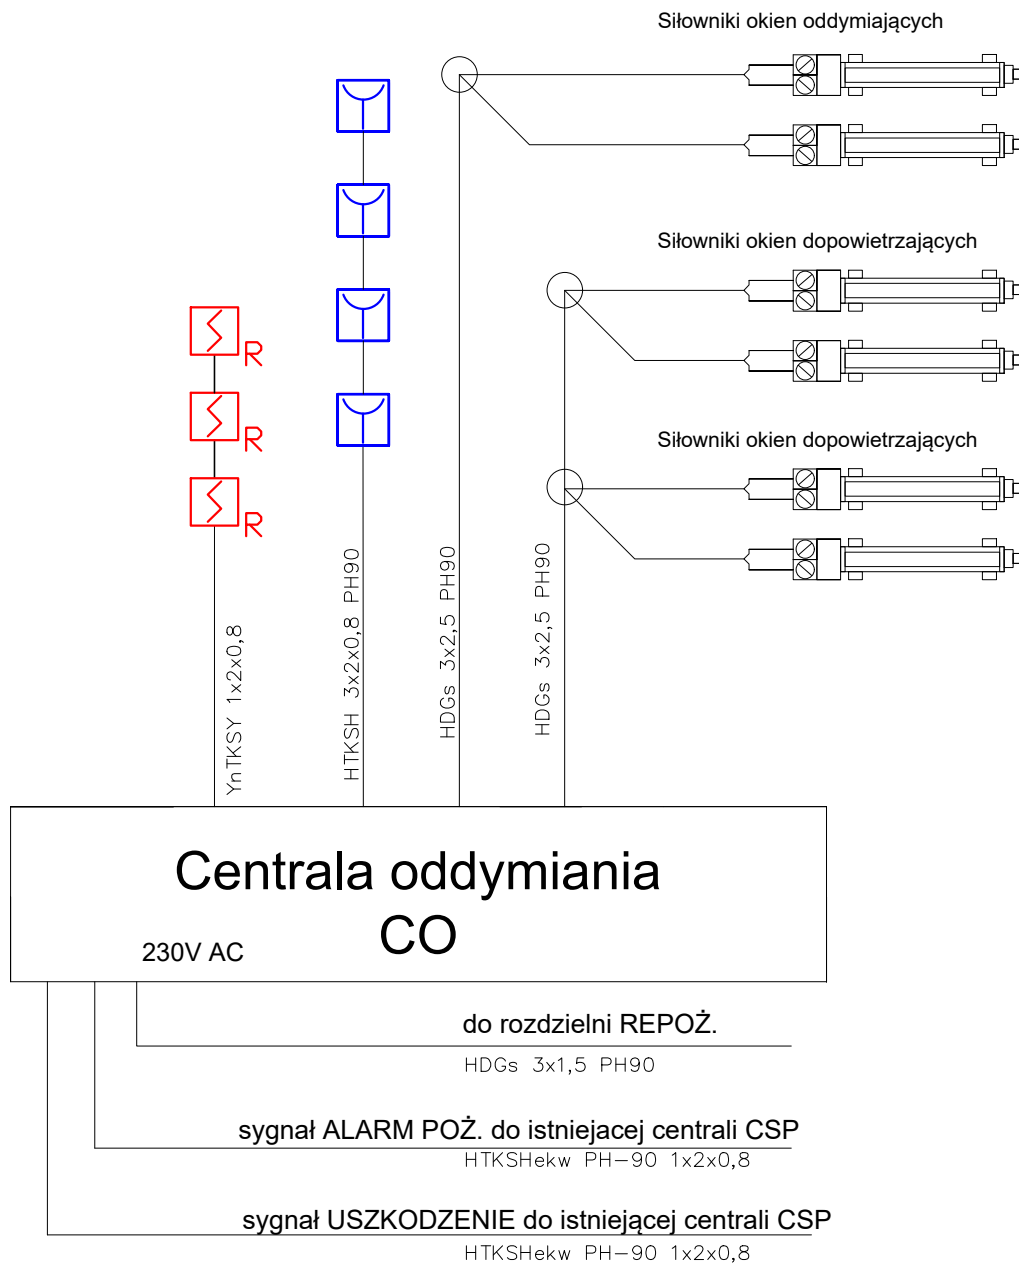 Siłowniki okien oddymiających
Siłowniki okien dopowietrzających
R
R
Siłowniki okien dopowietrzających
R
YnTKSY 1x2x0,8
HTKSH 3x2x0,8 PH90
HDGs 3x2,5 PH90
HDGs 3x2,5 PH90
Centrala oddymiania
CO
230V AC
do rozdzielni REPOŻ.
HDGs 3x1,5 PH90
sygnał ALARM POŻ. do istniejacej centrali CSP
HTKSHekw PH-90 1x2x0,8
sygnał USZKODZENIE do istniejącej centrali CSP
HTKSHekw PH-90 1x2x0,8